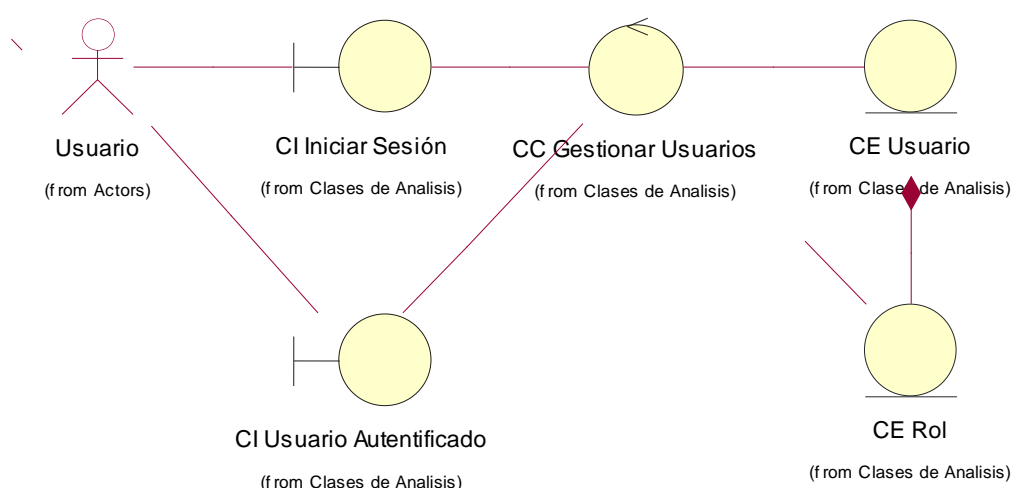 Usuario
(from Actors)
CI Iniciar Sesión
(from Clases de Analisis)
CC Gestionar Usuarios
(from Clases de Analisis)
CE Usuario
(from Clases de Analisis)
CI Usuario Autentificado
(from Clases de Analisis)
CE Rol
(from Clases de Analisis)